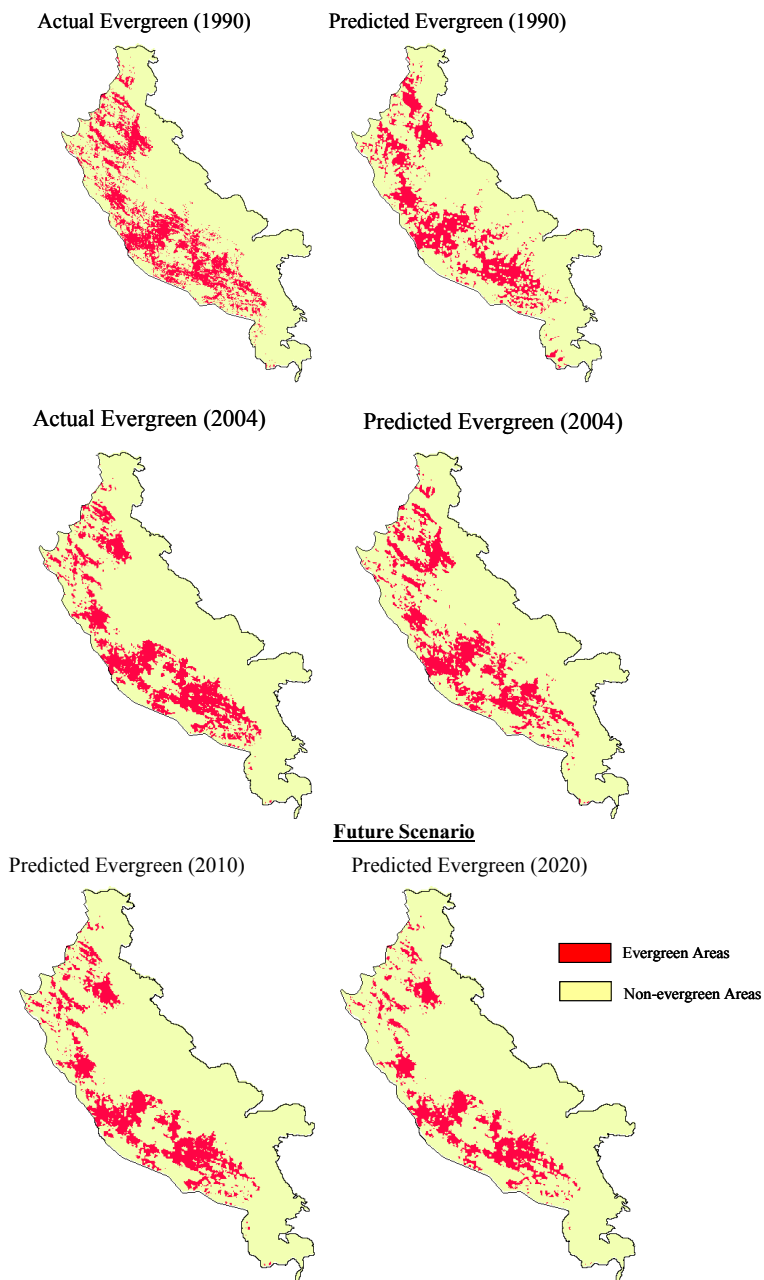 Actual Evergreen (1990)
Predicted Evergreen (1990)
Actual Evergreen (2004)
Predicted Evergreen (2004)
Future Scenario
Predicted Evergreen (2010)
Predicted Evergreen (2020)
Evergreen Areas
Non-evergreen Areas